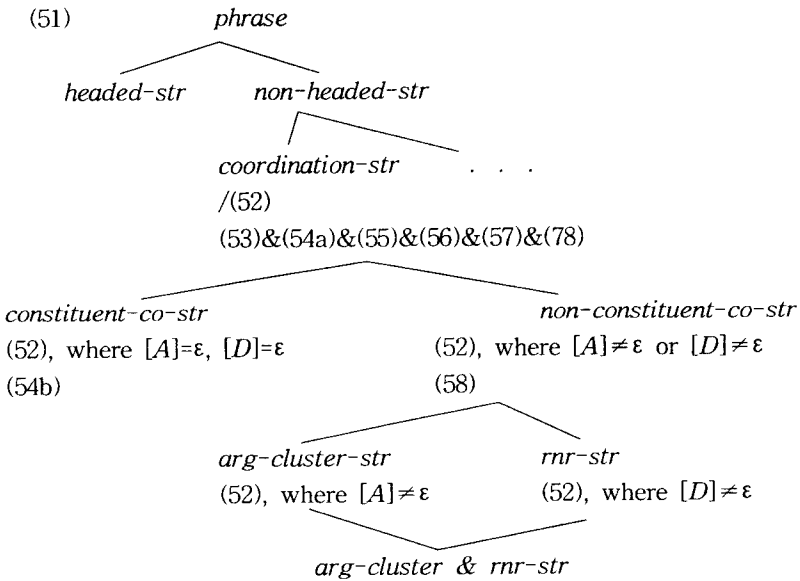 (51) phrase
headed-str non-headed-str
coordination-str . . .
/(52)
(53)&(54a)&(55)&(56)&(57)&(78)
constituent-co-str non-constituent-co-str
(52), where [A]=ε, [D]=ε (52), where [A]≠ε or [D]≠ε
(54b) (58)
arg-cluster-str rnr-str
(52), where [A]≠ε (52), where [D]≠ε
arg-cluster & rnr-str